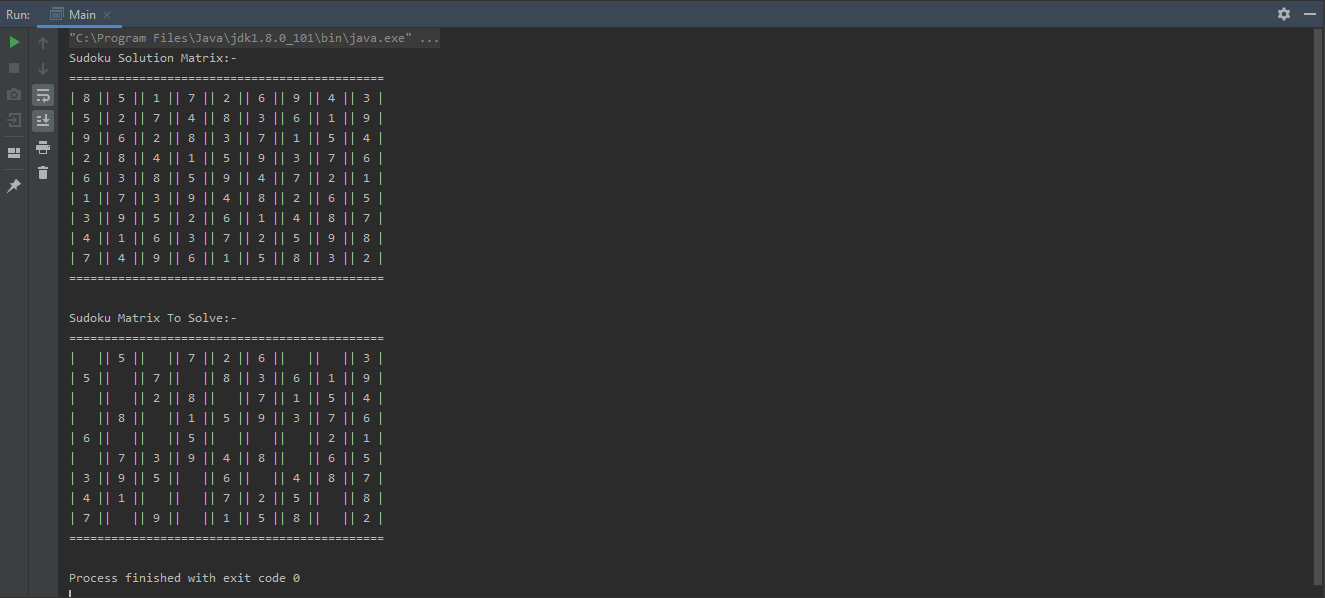 Run: Main
"C:\Program Files\Java\jdk1.8.0_101\bin\java.exe" ...
Sudoku Solution Matrix:-
=============================================
| 8 || 5 || 1 || 7 || 2 || 6 || 9 || 4 || 3 |
| 5 || 2 || 7 || 4 || 8 || 3 || 6 || 1 || 9 |
| 9 || 6 || 2 || 8 || 3 || 7 || 1 || 5 || 4 |
| 2 || 8 || 4 || 1 || 5 || 9 || 3 || 7 || 6 |
| 6 || 3 || 8 || 5 || 9 || 4 || 7 || 2 || 1 |
| 1 || 7 || 3 || 9 || 4 || 8 || 2 || 6 || 5 |
| 3 || 9 || 5 || 2 || 6 || 1 || 4 || 8 || 7 |
| 4 || 1 || 6 || 3 || 7 || 2 || 5 || 9 || 8 |
| 7 || 4 || 9 || 6 || 1 || 5 || 8 || 3 || 2 |
=============================================
Sudoku Matrix To Solve:-
=============================================
|   || 5 ||   || 7 || 2 || 6 ||   ||   || 3 |
| 5 ||   || 7 ||   || 8 || 3 || 6 || 1 || 9 |
|   ||   || 2 || 8 ||   || 7 || 1 || 5 || 4 |
|   || 8 ||   || 1 || 5 || 9 || 3 || 7 || 6 |
| 6 ||   ||   || 5 ||   ||   ||   || 2 || 1 |
|   || 7 || 3 || 9 || 4 || 8 ||   || 6 || 5 |
| 3 || 9 || 5 ||   || 6 ||   || 4 || 8 || 7 |
| 4 || 1 ||   ||   || 7 || 2 || 5 ||   || 8 |
| 7 ||   || 9 ||   || 1 || 5 || 8 ||   || 2 |
=============================================
Process finished with exit code 0